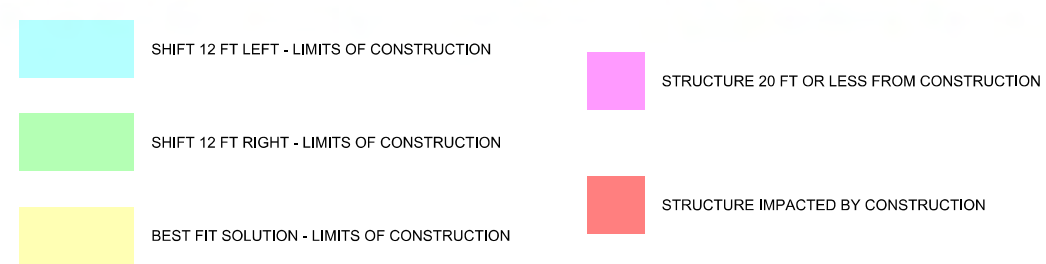 SHIFT 12 FT LEFT - LIMITS OF CONSTRUCTION
SHIFT 12 FT RIGHT - LIMITS OF CONSTRUCTION
BEST FIT SOLUTION - LIMITS OF CONSTRUCTION
STRUCTURE 20 FT OR LESS FROM CONSTRUCTION
STRUCTURE IMPACTED BY CONSTRUCTION